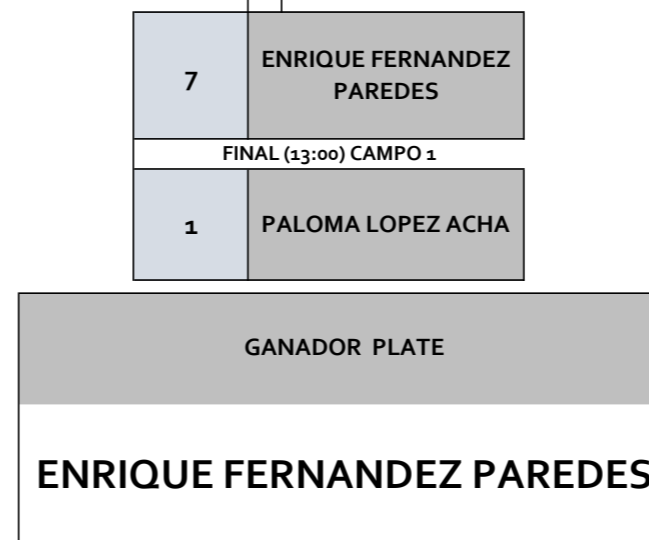 7
ENRIQUE FERNANDEZ
PAREDES
FINAL (13:00) CAMPO 1
1
PALOMA LOPEZ ACHA
GANADOR PLATE
ENRIQUE FERNANDEZ PAREDES